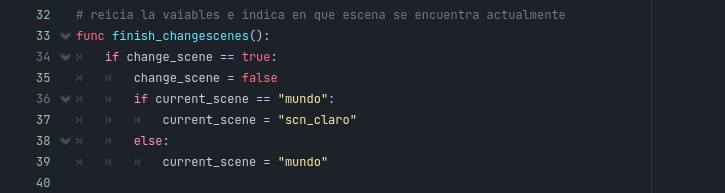 32 # reicia la vaiables e indica en que escena se encuentra actualmente
33 func finish_changescenes():
34 if change_scene == true:
35 change_scene = false
36 if current_scene == "mundo":
37 current_scene = "scn_claro"
38 else:
39 current_scene = "mundo"
40